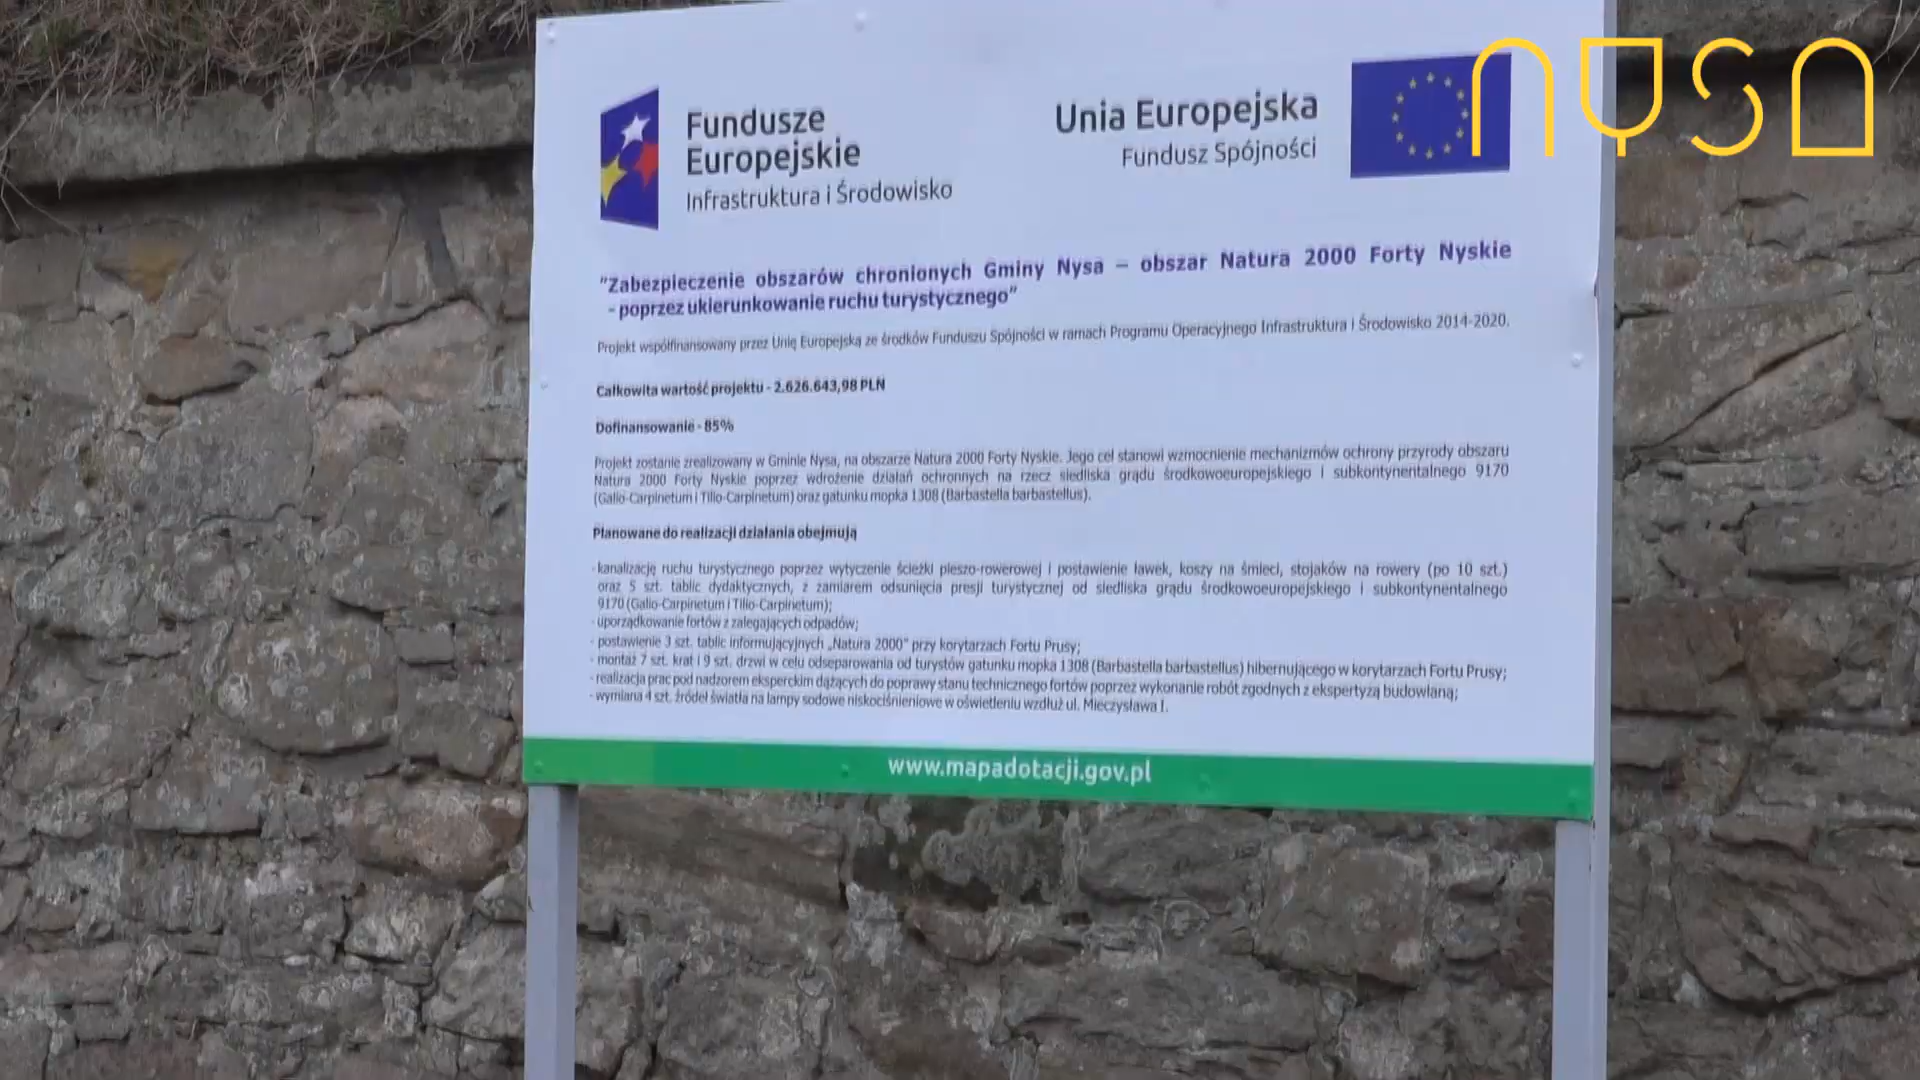 Fundusze
Europejskie
Infrastruktura i Środowisko
Unia Europejska
Fundusz Spójności
nysa
"Zabezpieczenie obszarów chronionych Gminy Nysa – obszar Natura 2000 Forty Nyskie
- poprzez ukierunkowanie ruchu turystycznego"
Projekt współfinansowany przez Unię Europejską ze środków Funduszu Spójności w ramach Programu Operacyjnego Infrastruktura i Środowisko 2014-2020.
Całkowita wartość projektu - 2.626.643,98 PLN
Dofinansowanie - 85%
Projekt zostanie zrealizowany w Gminie Nysa, na obszarze Natura 2000 Forty Nyskie. Jego cel stanowi wzmocnienie mechanizmów ochrony przyrody obszaru
Natura 2000 Forty Nyskie poprzez wdrożenie działań ochronnych na rzecz siedliska grądu środkowoeuropejskiego i subkontynentalnego 9170
(Galio-Carpinetum i Tilio-Carpinetum) oraz gatunku mopka 1308 (Barbastella barbastellus).
Planowane do realizacji działania obejmują
- kanalizację ruchu turystycznego poprzez wytyczenie ścieżki pieszo-rowerowej i postawienie ławek, koszy na śmieci, stojaków na rowery (po 10 szt.)
oraz 5 szt. tablic dydaktycznych, z zamiarem odsunięcia presji turystycznej od siedliska grądu środkowoeuropejskiego i subkontynentalnego
9170 (Galio-Carpinetum i Tilio-Carpinetum);
- uporządkowanie fortów z zalegających odpadów;
- postawienie 3 szt. tablic informujących „Natura 2000" przy korytarzach Fortu Prusy;
- montaż 7 szt. krat i 9 szt. drzwi w celu odseparowania od turystów gatunku mopka 1308 (Barbastella barbastellus) hibernującego w korytarzach Fortu Prusy;
- realizacja prac pod nadzorem eksperckim dążących do poprawy stanu technicznego fortów poprzez wykonanie robót zgodnych z ekspertyzą budowlaną;
- wymiana 4 szt. źródeł światła na lampy sodowe niskociśnieniowe w oświetleniu wzdłuż ul. Mieczysława I.
www.mapadotacji.gov.pl